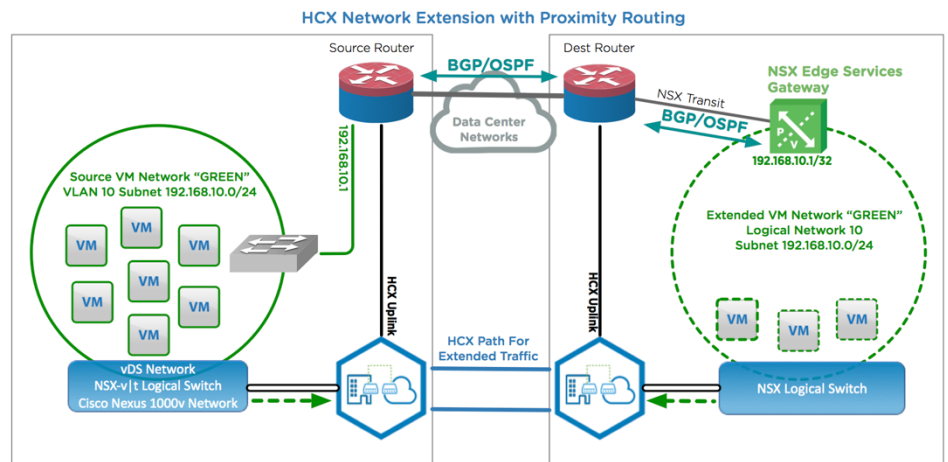 HCX Network Extension with Proximity Routing
Source Router
BGP/OSPF
Dest Router
NSX Edge Services
Gateway
NSX Transit
BGP/OSPF
P
V
192.168.10.1/32
Data Center
Networks
192.168.10.1
Source VM Network “GREEN”
VLAN 10 Subnet 192.168.10.0/24
VM
VM
VM
VM
VM
VM
VM
Extended VM Network “GREEN”
Logical Network 10
Subnet 192.168.10.0/24
VM
VM
VM
HCX Uplink
HCX Uplink
HCX Path For
Extended Traffic
vDS Network
NSX-v|t Logical Switch
Cisco Nexus 1000v Network
NSX Logical Switch